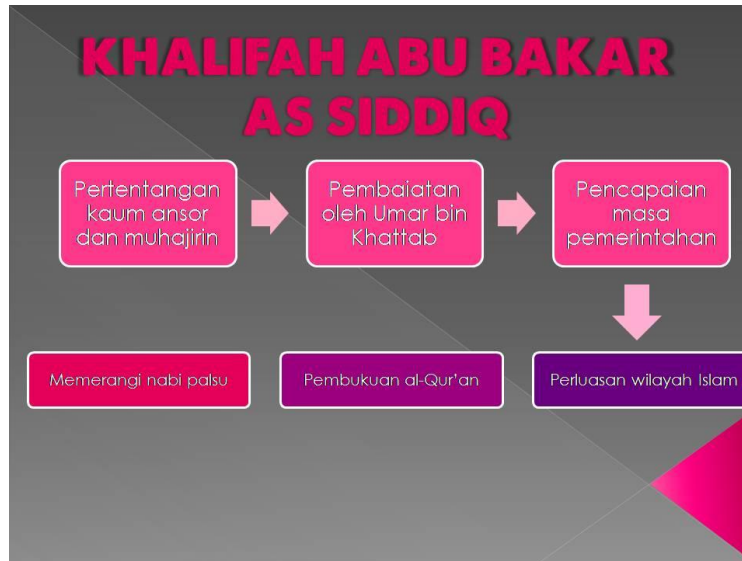 KHALIFAH ABU BAKAR
AS SIDDIQ
Pertentangan
kaum ansor
dan muhajirin
Pembaiatan
oleh Umar bin
Khattab
Pencapaian
masa
pemerintahan
Memerangi nabi palsu
Pembukuan al-Qur'an
Perluasan wilayah Islam